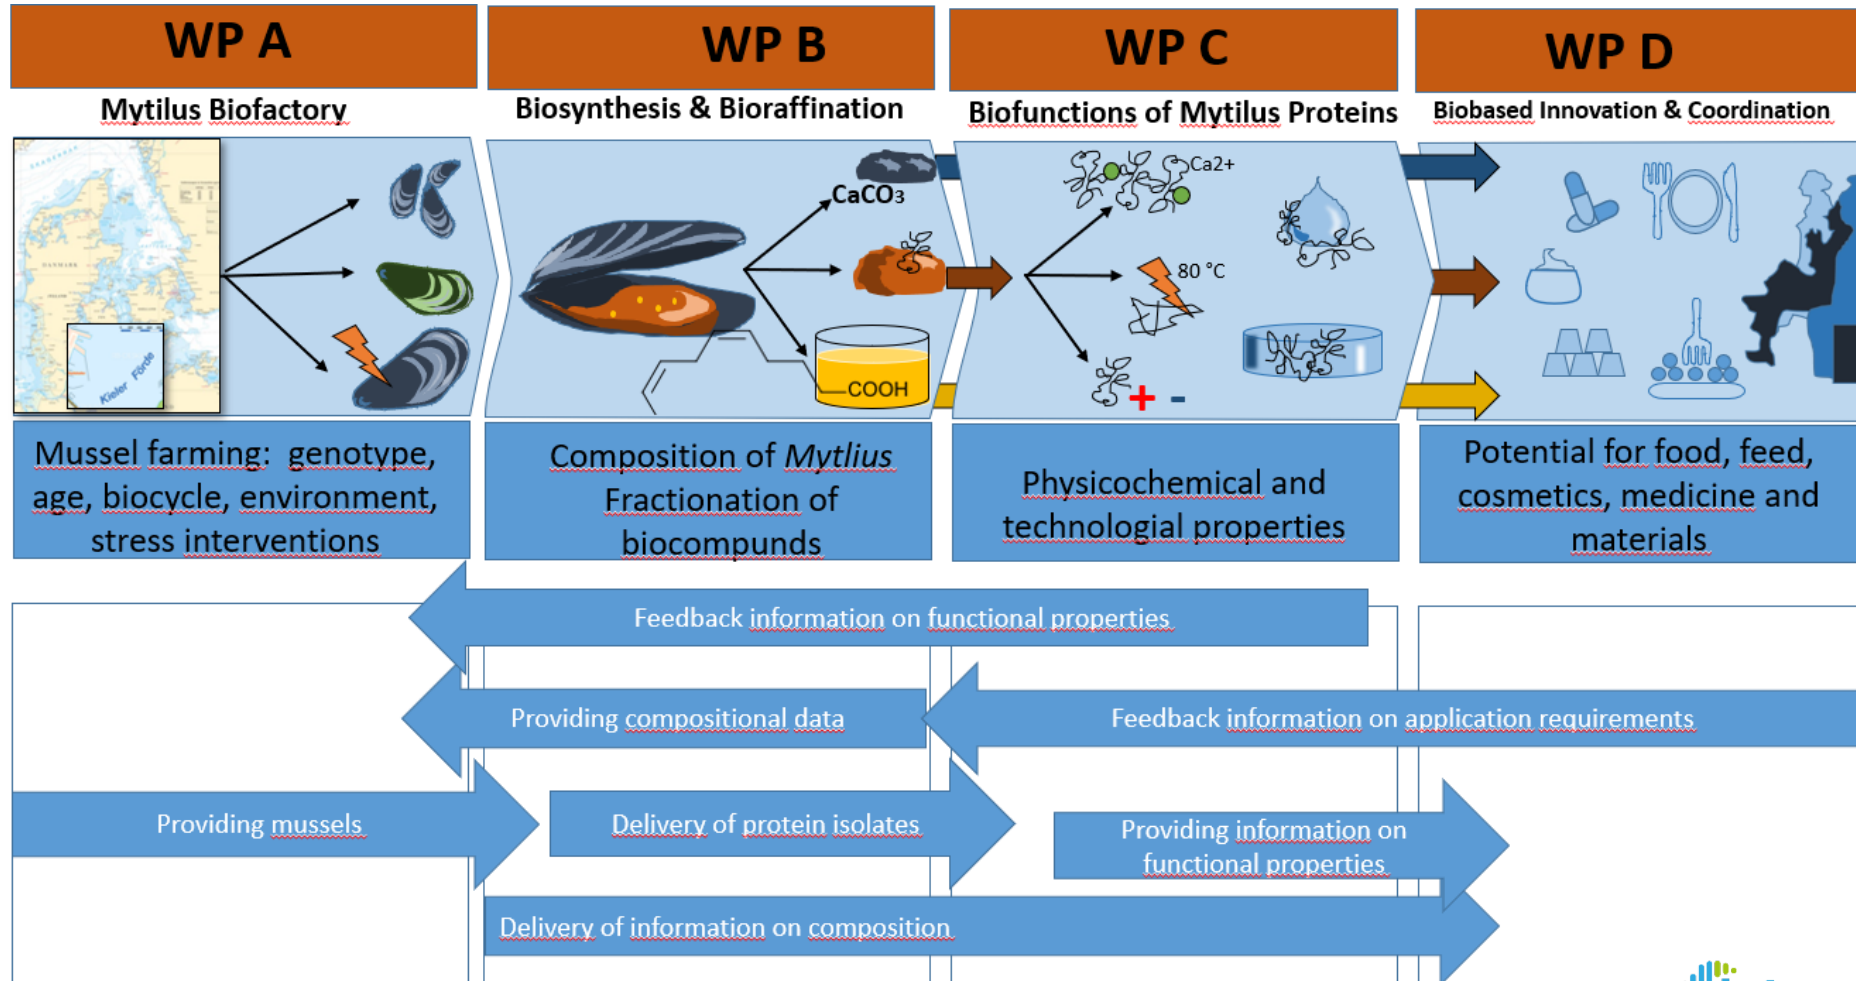 WP A
WP B
WP C
WP D
Mytilus Biofactory
Biosynthesis & Bioraffination
Biofunctions of Mytilus Proteins
Biobased Innovation & Coordination
Kieler Förde
CaCO3
COOH
Ca2+
80 °C
+ -
Mussel farming: genotype,
age, biocycle, environment,
stress interventions
Composition of Mytlius
Fractionation of
biocompunds
Physicochemical and
technologial properties
Potential for food, feed,
cosmetics, medicine and
materials
Feedback information on functional properties
Providing compositional data
Feedback information on application requirements
Providing mussels
Delivery of protein isolates
Providing information on
functional properties
Delivery of information on composition